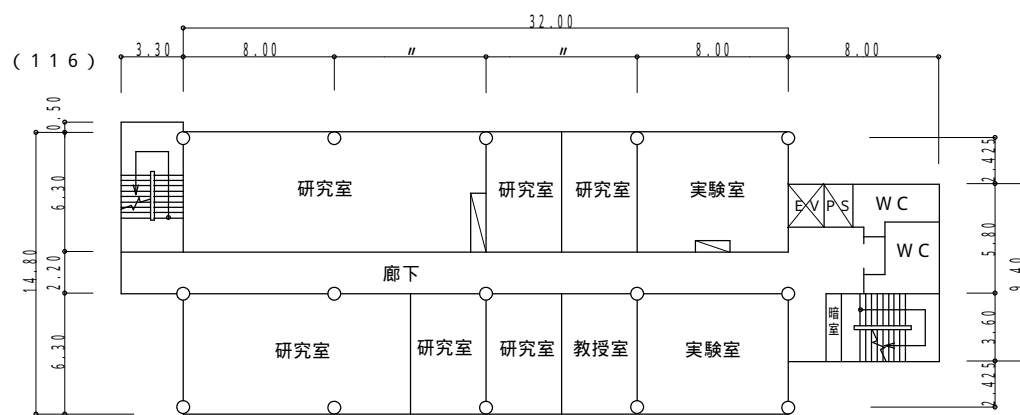 32.00
3.30 8.00 〃 〃 8.00 8.00
(116)
0.50
6.30
2.20
14.80
6.30
研究室 研究室 研究室 実験室
EV PS WC
WC
廊下
研究室 研究室 研究室 教授室 実験室
暗室
2.425
5.80
9.40
3.60
2.425